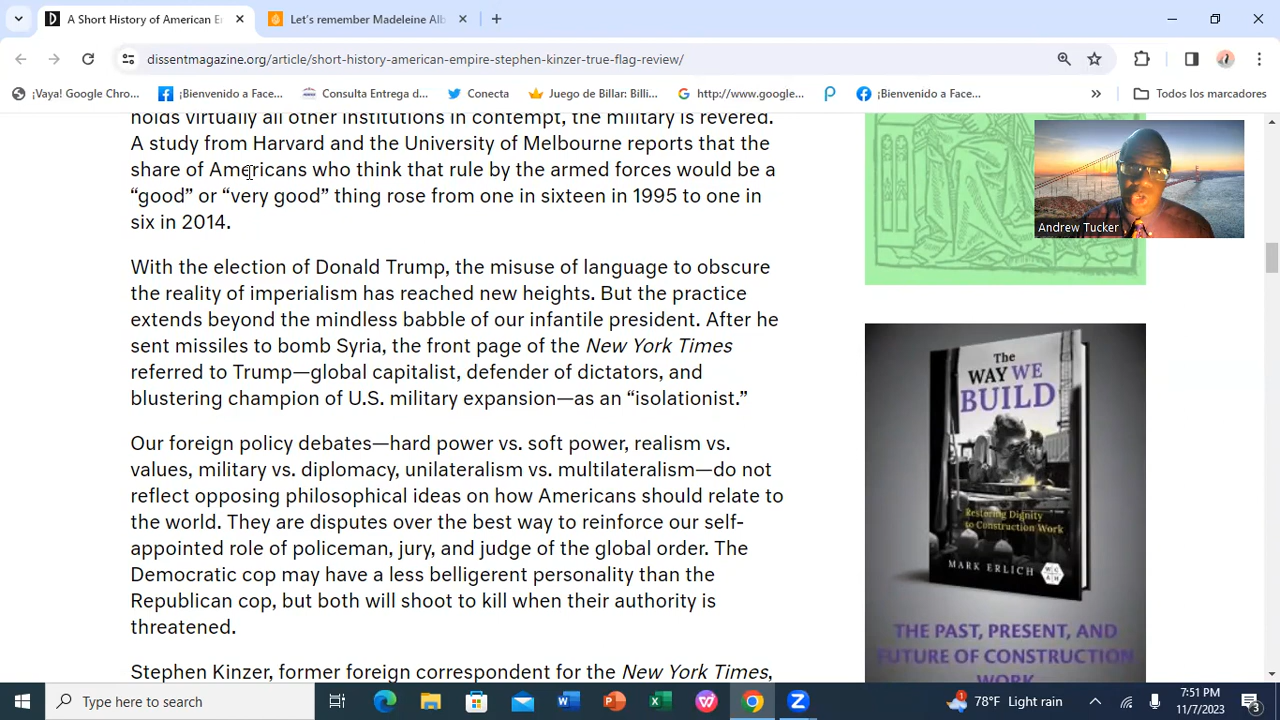 A Short History of American E
Let's remember Madeleine Alb
dissentmagazine.org/article/short-history-american-empire-stephen-kinzer-true-flag-review/
¡Vaya! Google Chro...
¡Bienvenido a Face...
Consulta Entrega d...
Conecta
Juego de Billar: Billi...
http://www.google...
¡Bienvenido a Face...
»
Todos los marcadores
holds virtually all other institutions in contempt, the military is revered.
A study from Harvard and the University of Melbourne reports that the
share of Americans who think that rule by the armed forces would be a
“good” or “very good” thing rose from one in sixteen in 1995 to one in
six in 2014.
With the election of Donald Trump, the misuse of language to obscure
the reality of imperialism has reached new heights. But the practice
extends beyond the mindless babble of our infantile president. After he
sent missiles to bomb Syria, the front page of the New York Times
referred to Trump—global capitalist, defender of dictators, and
blustering champion of U.S. military expansion—as an “isolationist.”
Our foreign policy debates—hard power vs. soft power, realism vs.
values, military vs. diplomacy, unilateralism vs. multilateralism—do not
reflect opposing philosophical ideas on how Americans should relate to
the world. They are disputes over the best way to reinforce our self-
appointed role of policeman, jury, and judge of the global order. The
Democratic cop may have a less belligerent personality than the
Republican cop, but both will shoot to kill when their authority is
threatened.
Stephen Kinzer, former foreign correspondent for the New York Times,
Andrew Tucker
The
WAY WE
BUILD
Restoring Dignity
to Construction Work
MARK ERLICH
THE PAST, PRESENT, AND
FUTURE OF CONSTRUCTION
WORK
Type here to search
78°F Light rain
7:51 PM
11/7/2023
3